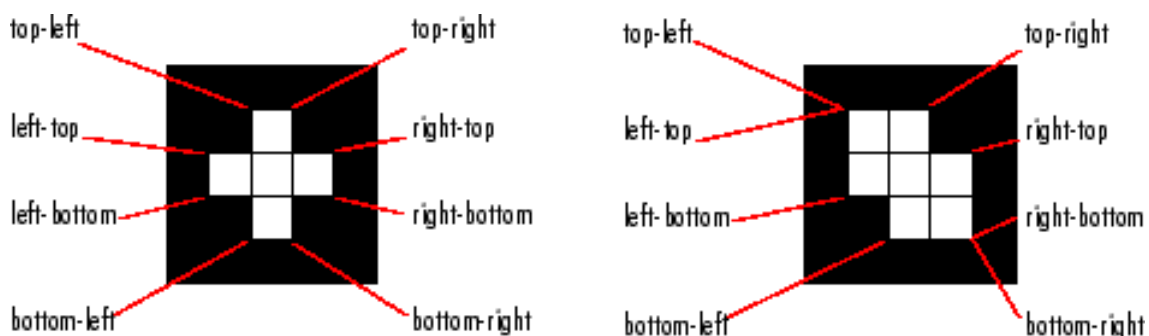 top-left
top-right
left-top
right-top
left-bottom
right-bottom
bottom-left
bottom-right
top-left
top-right
left-top
right-top
left-bottom
right-bottom
bottom-left
bottom-right